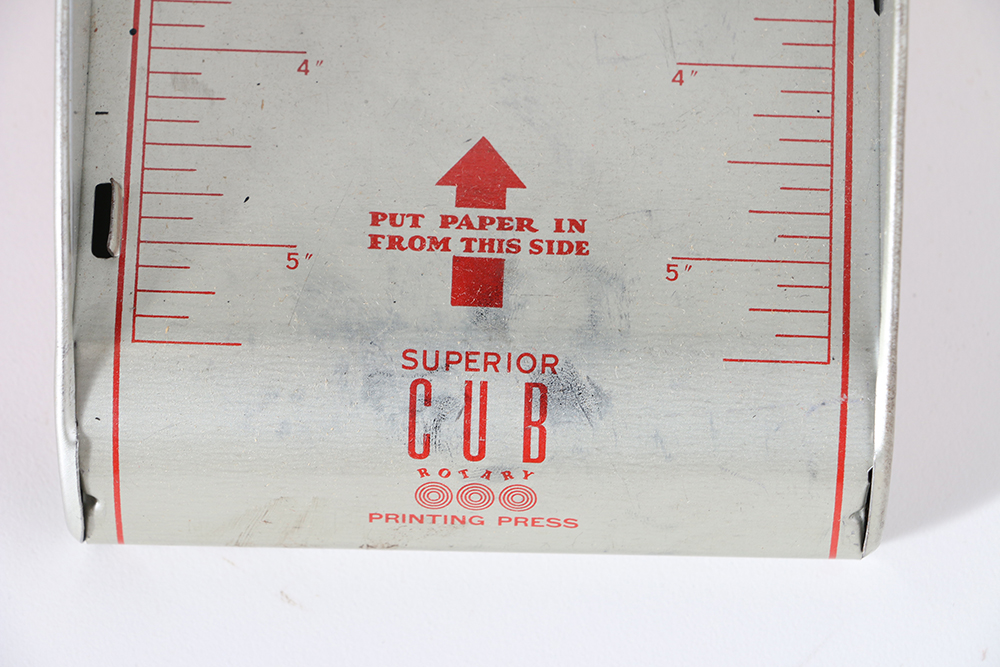 4" 4"
PUT PAPER IN
FROM THIS SIDE
5" 5"
SUPERIOR
CUB
ROTARY
PRINTING PRESS